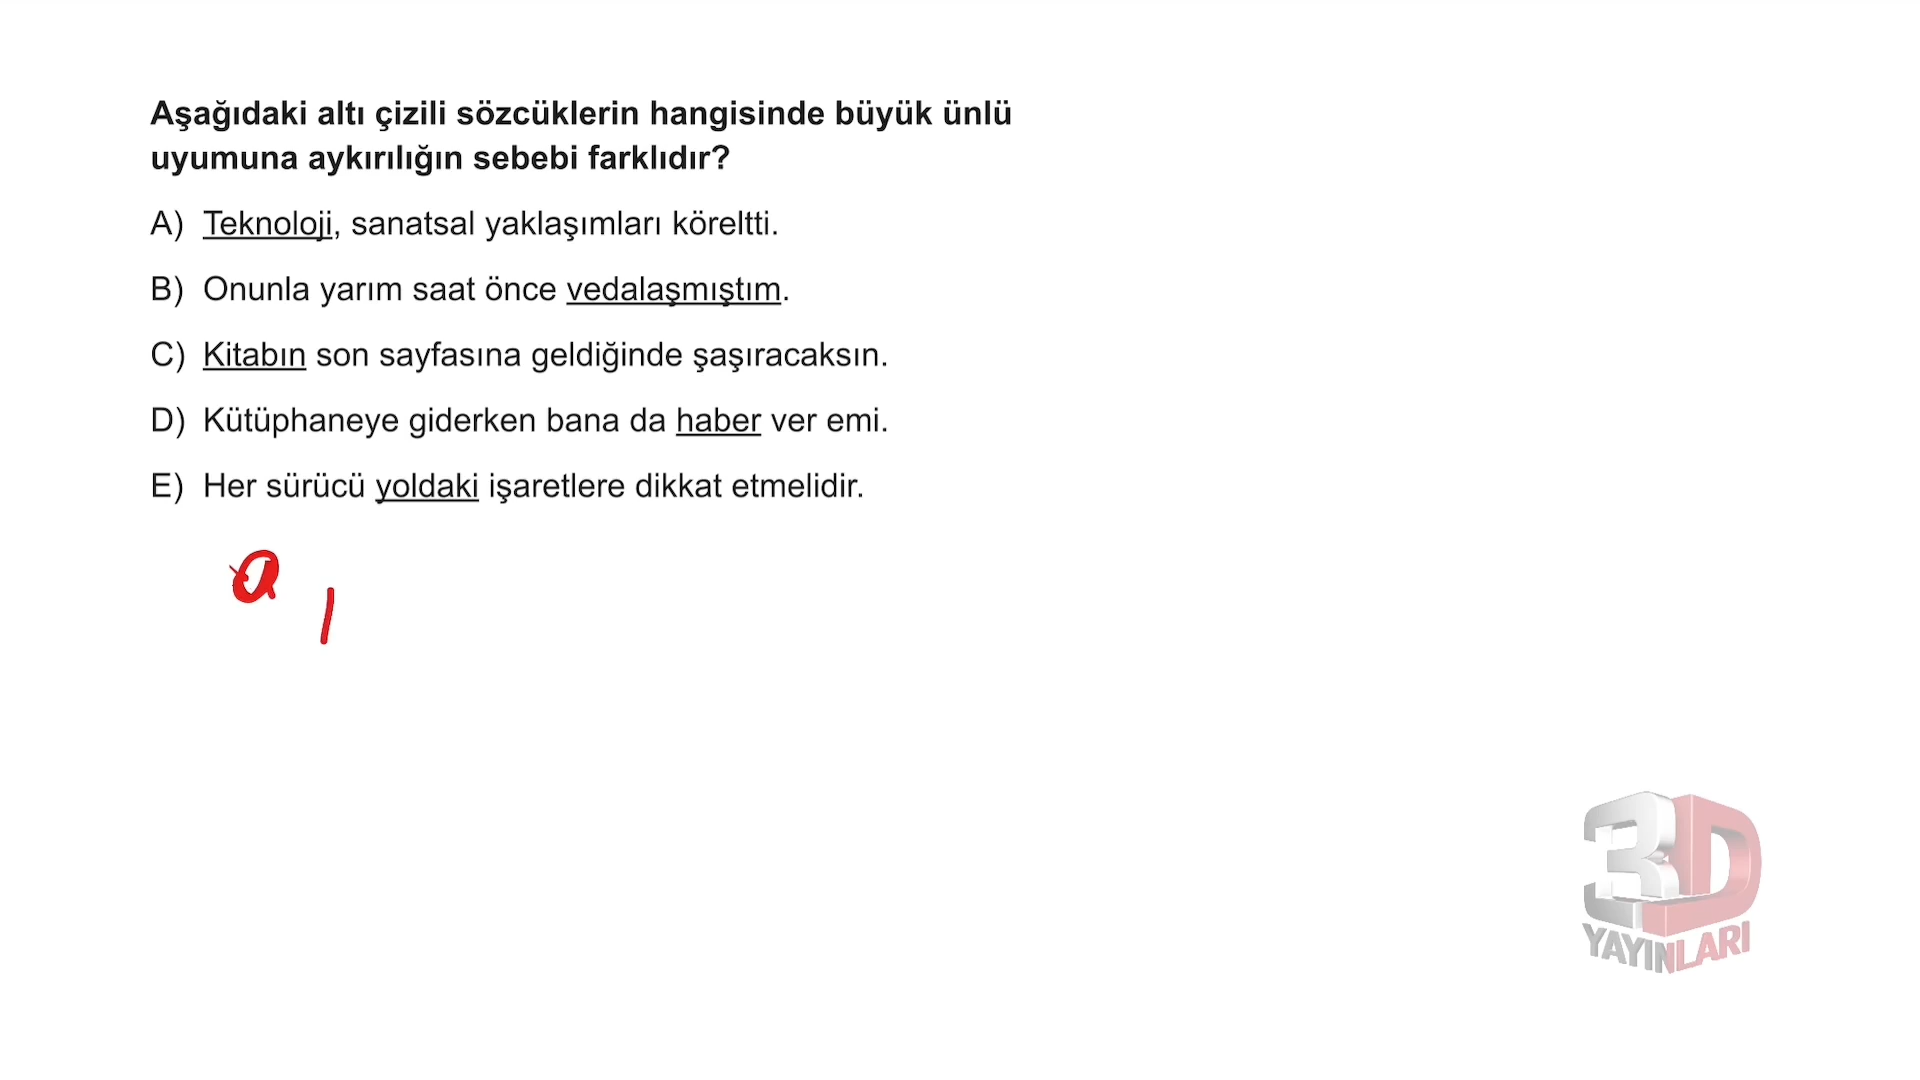 Aşağıdaki altı çizili sözcüklerin hangisinde büyük ünlü
uyumuna aykırılığın sebebi farklıdır?
A) Teknoloji, sanatsal yaklaşımları köreltti.
B) Onunla yarım saat önce vedalaşmıştım.
C) Kitabın son sayfasına geldiğinde şaşıracaksın.
D) Kütüphaneye giderken bana da haber ver emi.
E) Her sürücü yoldaki işaretlere dikkat etmelidir.
a ı
3D
YAYINLARI